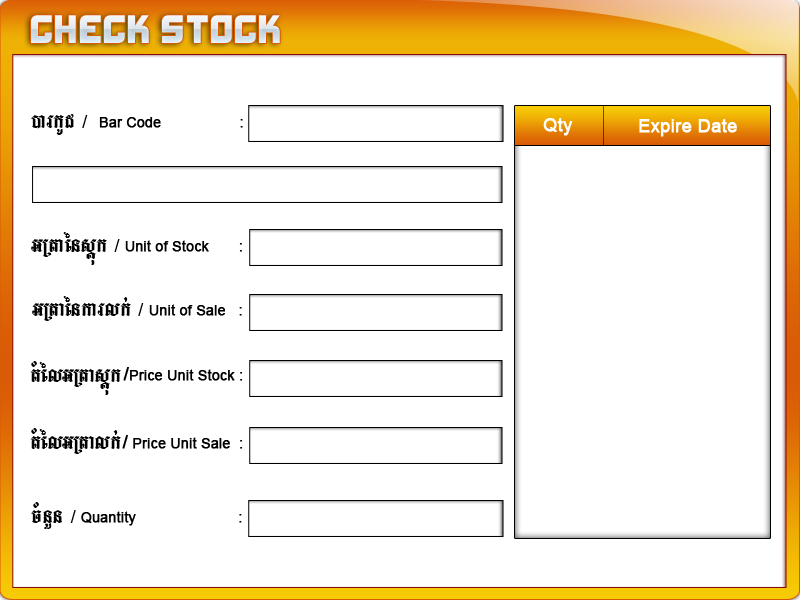 CHECK STOCK
បារកូដ / Bar Code :
Qty Expire Date
អត្រានៃស្តុក / Unit of Stock :
អត្រានៃការលក់ / Unit of Sale :
តំលៃអត្រាស្តុក/Price Unit Stock :
តំលៃអត្រាលក់/ Price Unit Sale :
ចំនួន / Quantity :